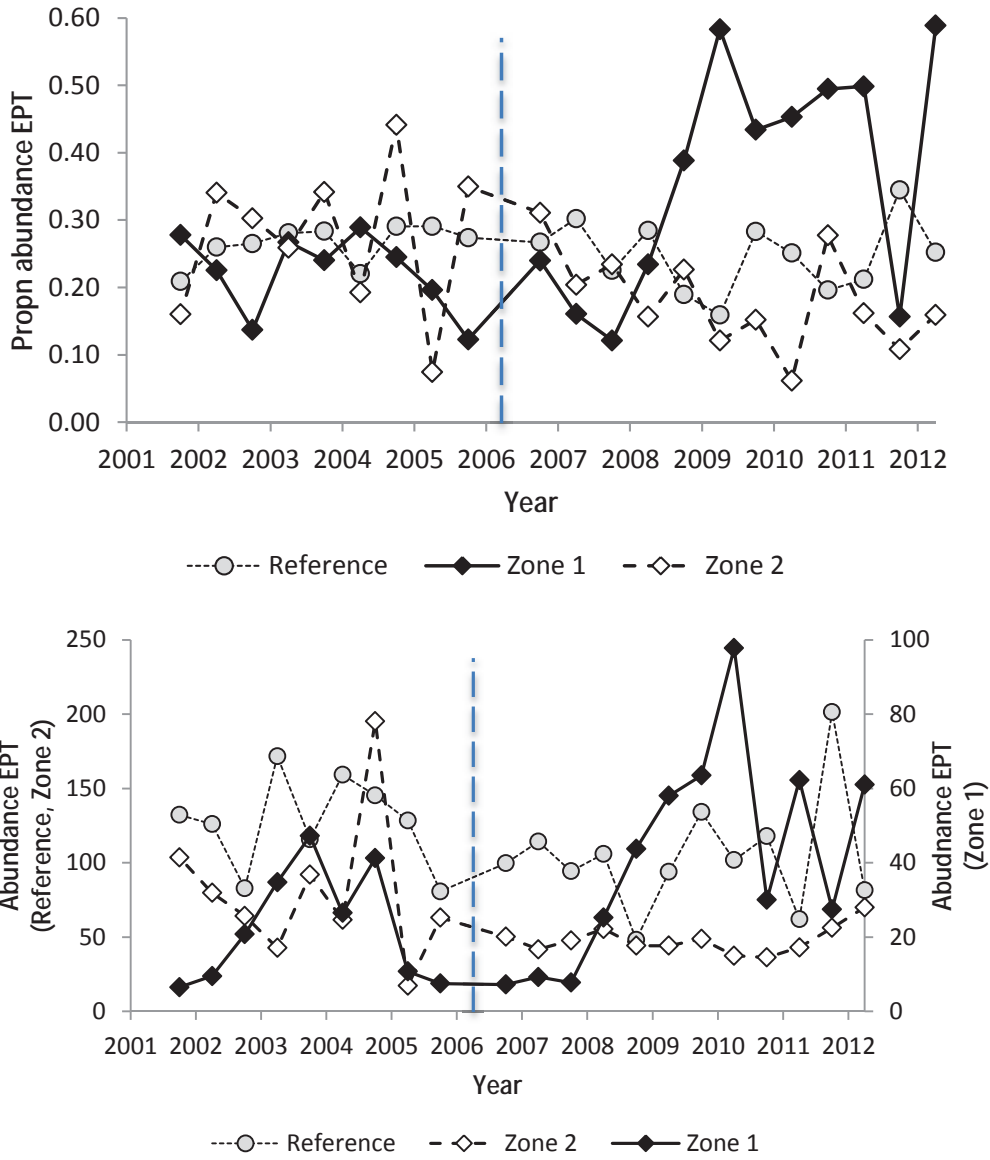 Propn abundance EPT
0.60
0.50
0.40
0.30
0.20
0.10
0.00
2001 2002 2003 2004 2005 2006 2007 2008 2009 2010 2011 2012
Year
Reference Zone 1 Zone 2
Abundance EPT
(Reference, Zone 2)
250
200
150
100
50
0
100
80
60
40
20
0
Abudnance EPT
(Zone 1)
2001 2002 2003 2004 2005 2006 2007 2008 2009 2010 2011 2012
Year
Reference Zone 2 Zone 1